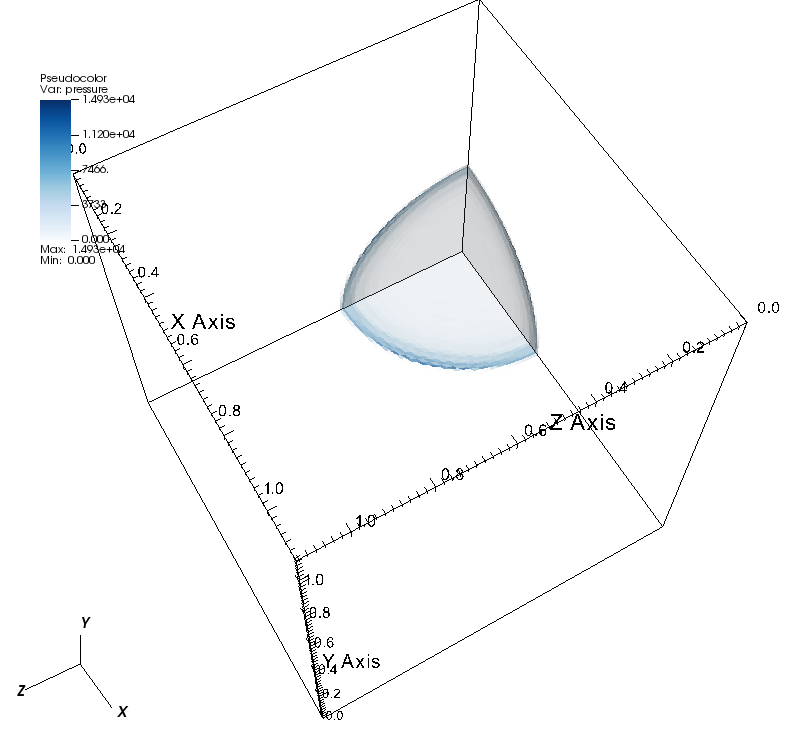 Pseudocolor
Var: pressure
1.493e+04
1.120e+04
0.0
7466.
3733.
0.000
Max: 1.493e+04
Min: 0.000
0.2
0.4
X Axis
0.6
0.8
1.0
0.0
0.2
0.4
Z Axis
0.6
0.8
1.0
1.0
0.8
0.6
Y Axis
0.4
0.2
0.0
Y
Z
X